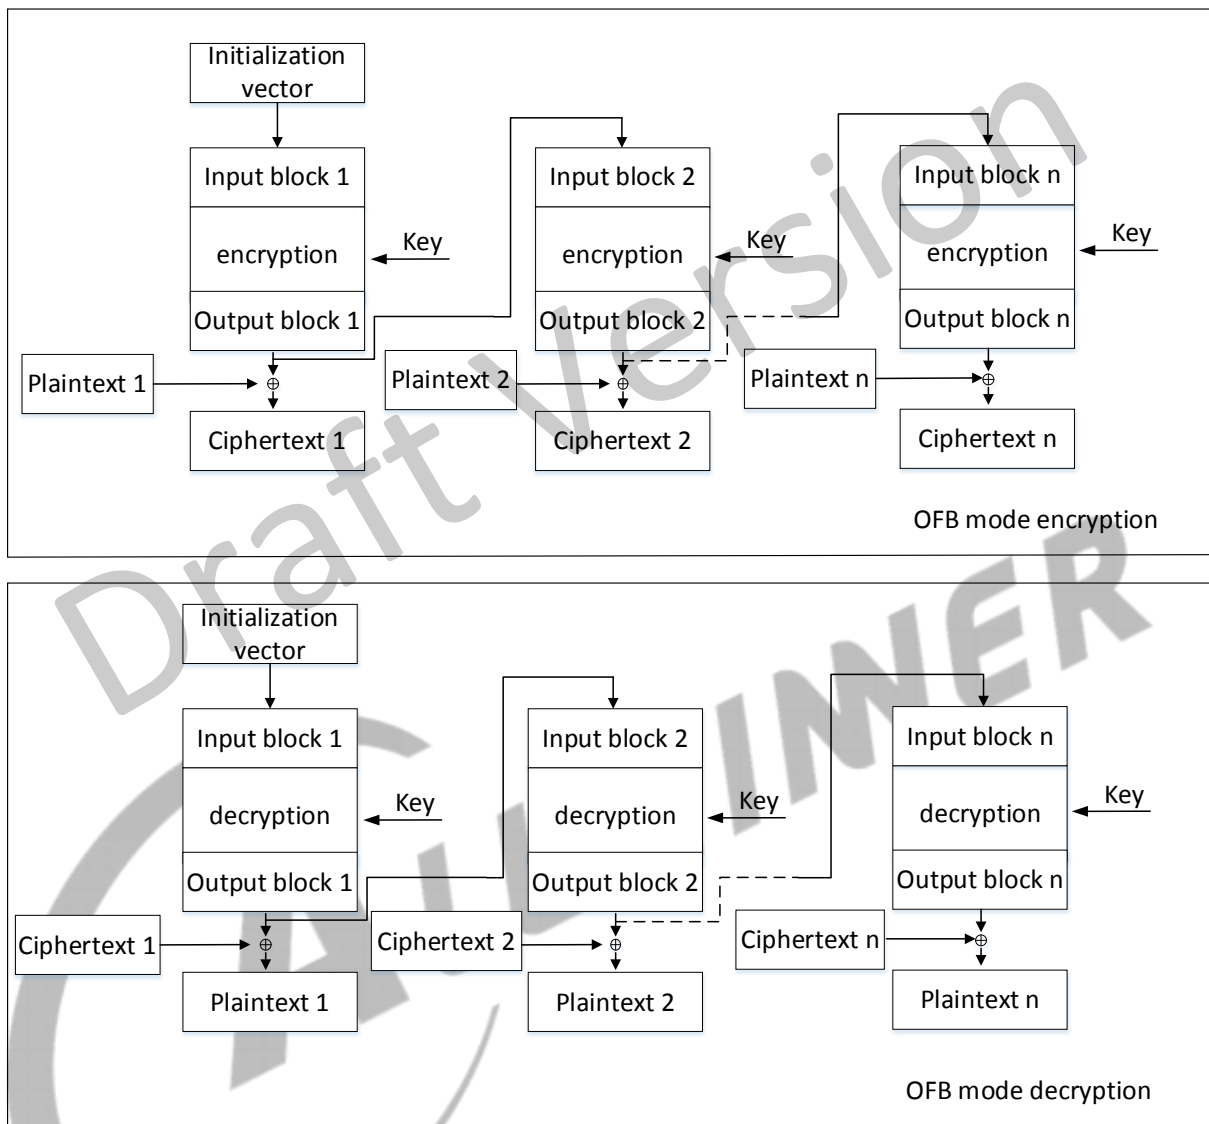 Initialization
vector
Input block 1
Input block 2
Input block n
encryption
Key
encryption
Key
encryption
Key
Output block 1
Output block 2
Output block n
Plaintext 1
Plaintext 2
Plaintext n
Ciphertext 1
Ciphertext 2
Ciphertext n
OFB mode encryption
Draft Version
Initialization
vector
Input block 1
Input block 2
Input block n
decryption
Key
decryption
Key
decryption
Key
Output block 1
Output block 2
Output block n
Ciphertext 1
Ciphertext 2
Ciphertext n
Plaintext 1
Plaintext 2
Plaintext n
OFB mode decryption
ALLWINNER